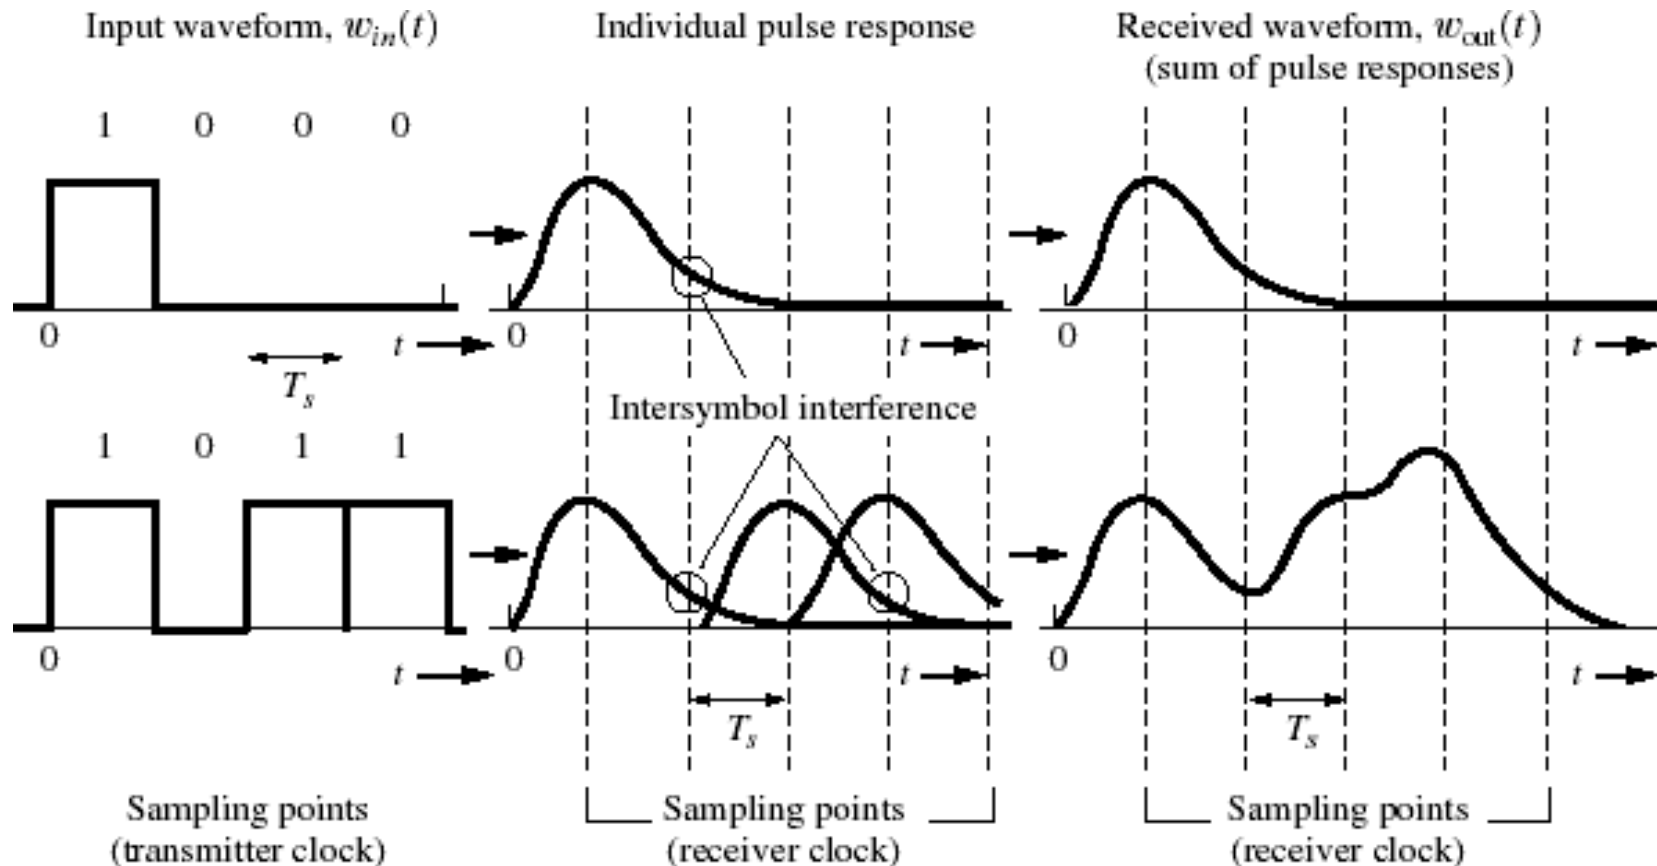 Input waveform, w_in(t)
Individual pulse response
Received waveform, w_out(t)
(sum of pulse responses)
1 0 0 0
0
t
T_s
0
t
0
t
Intersymbol interference
1 0 1 1
0
t
0
t
T_s
0
t
T_s
Sampling points
(transmitter clock)
Sampling points
(receiver clock)
Sampling points
(receiver clock)